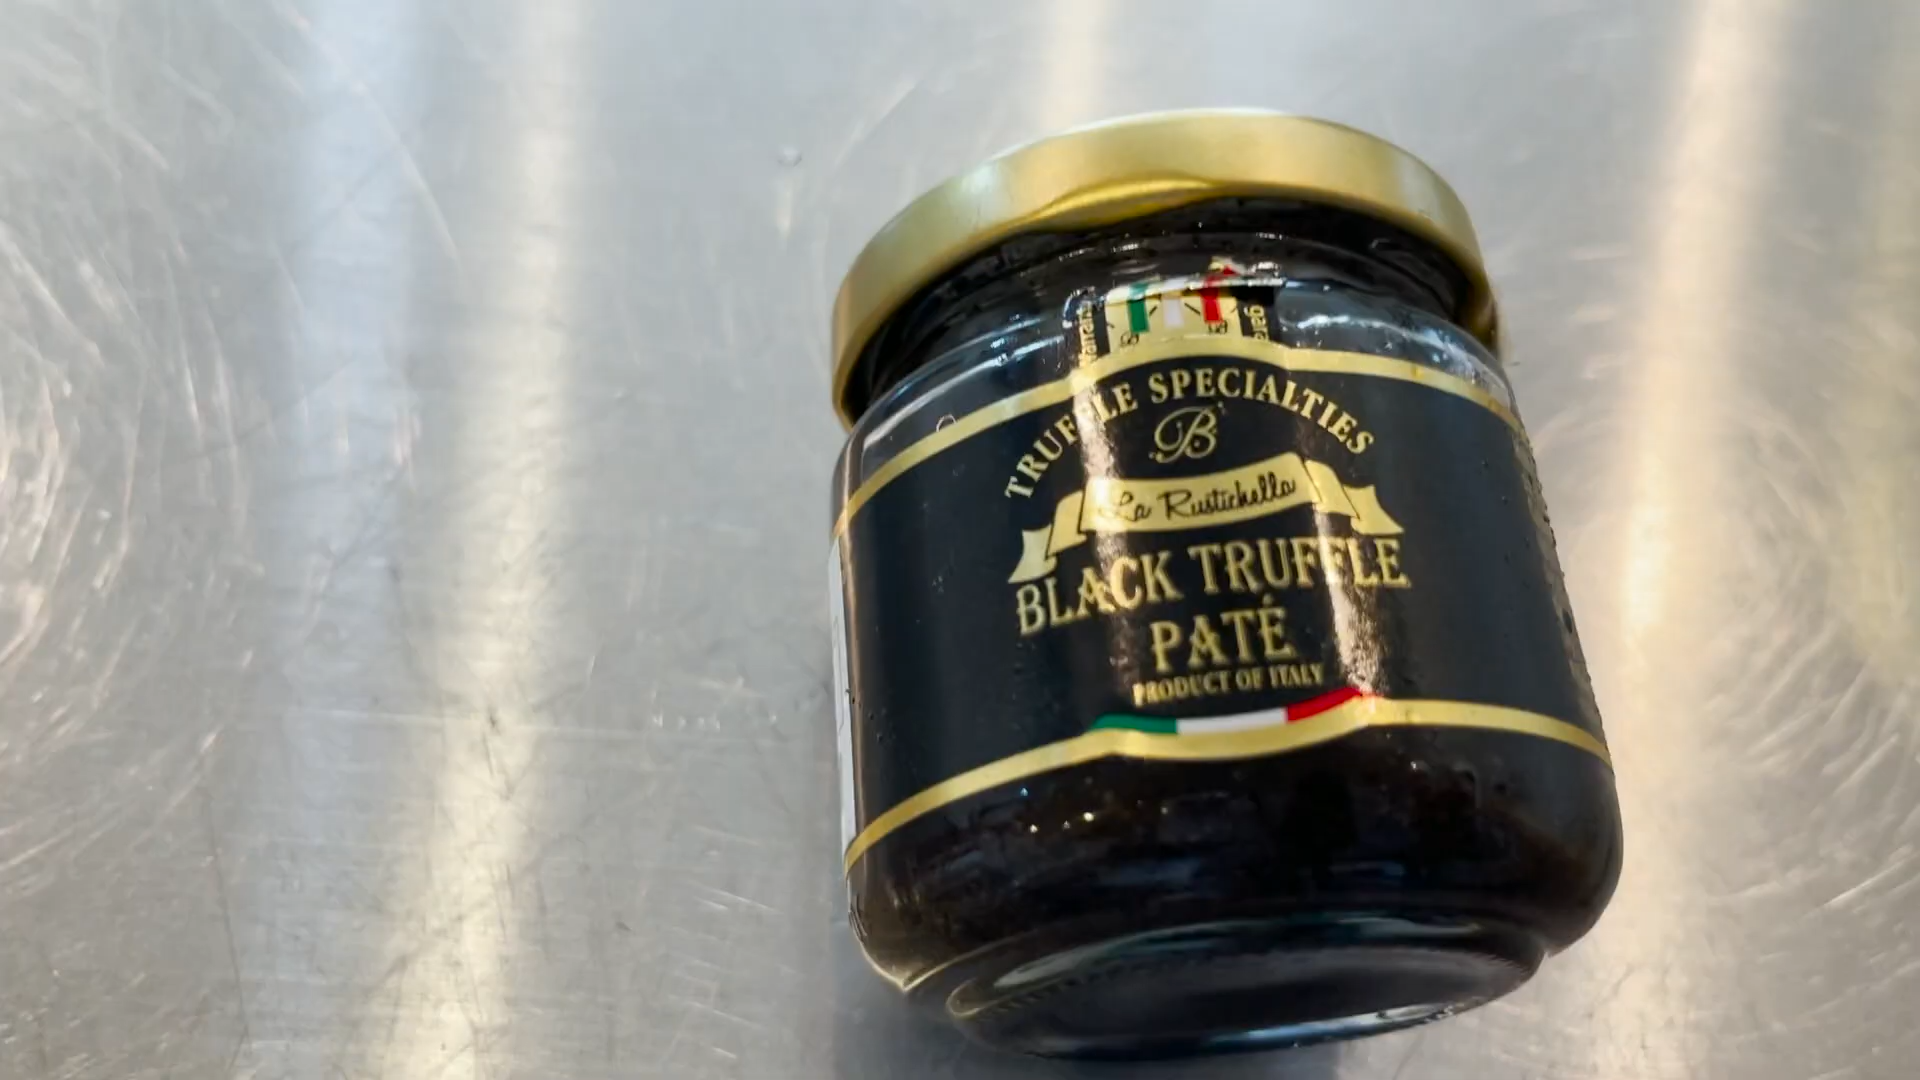 TRUFFLE SPECIALTIES
B
La Rustichella
BLACK TRUFFLE
PATÉ
PRODUCT OF ITALY